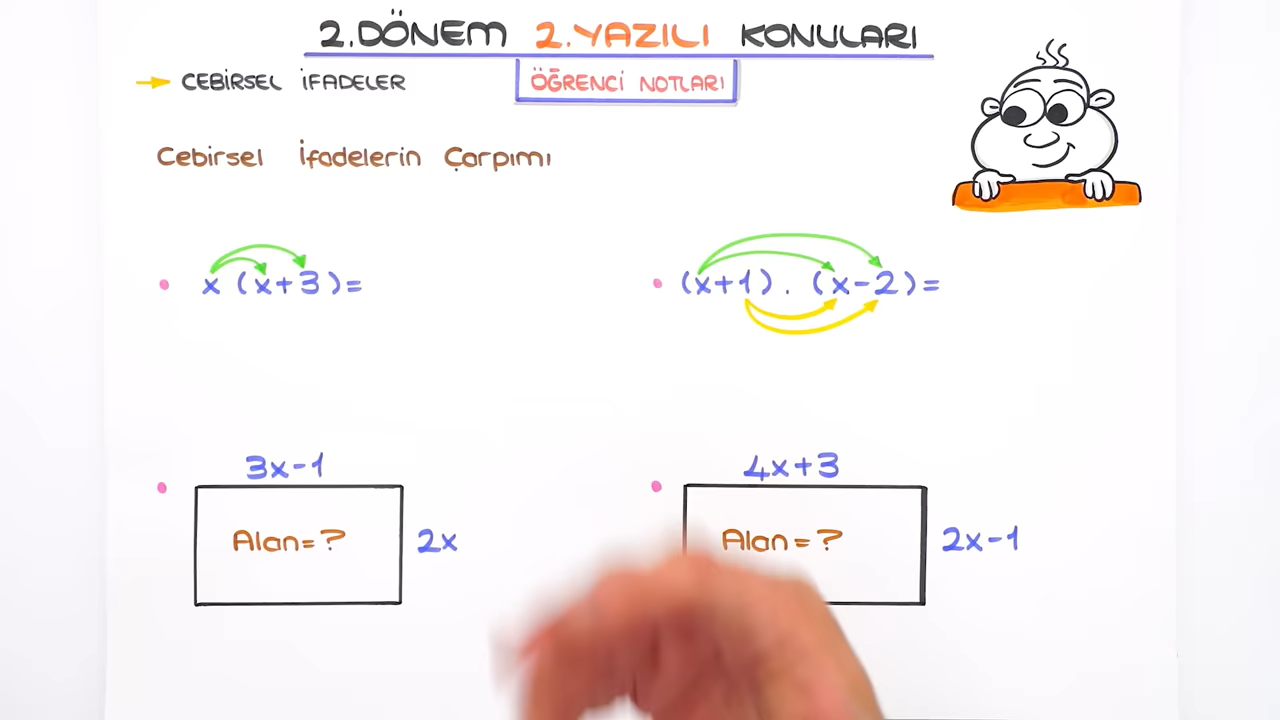 2.DÖNEM 2.YAZILI KONULARI
CEBİRSEL İFADELER
ÖĞRENCİ NOTLARI
Cebirsel İfadelerin Çarpımı
x (x+3)=
(x+1) . (x-2)=
3x-1
Alan=?
2x
4x+3
Alan=?
2x-1